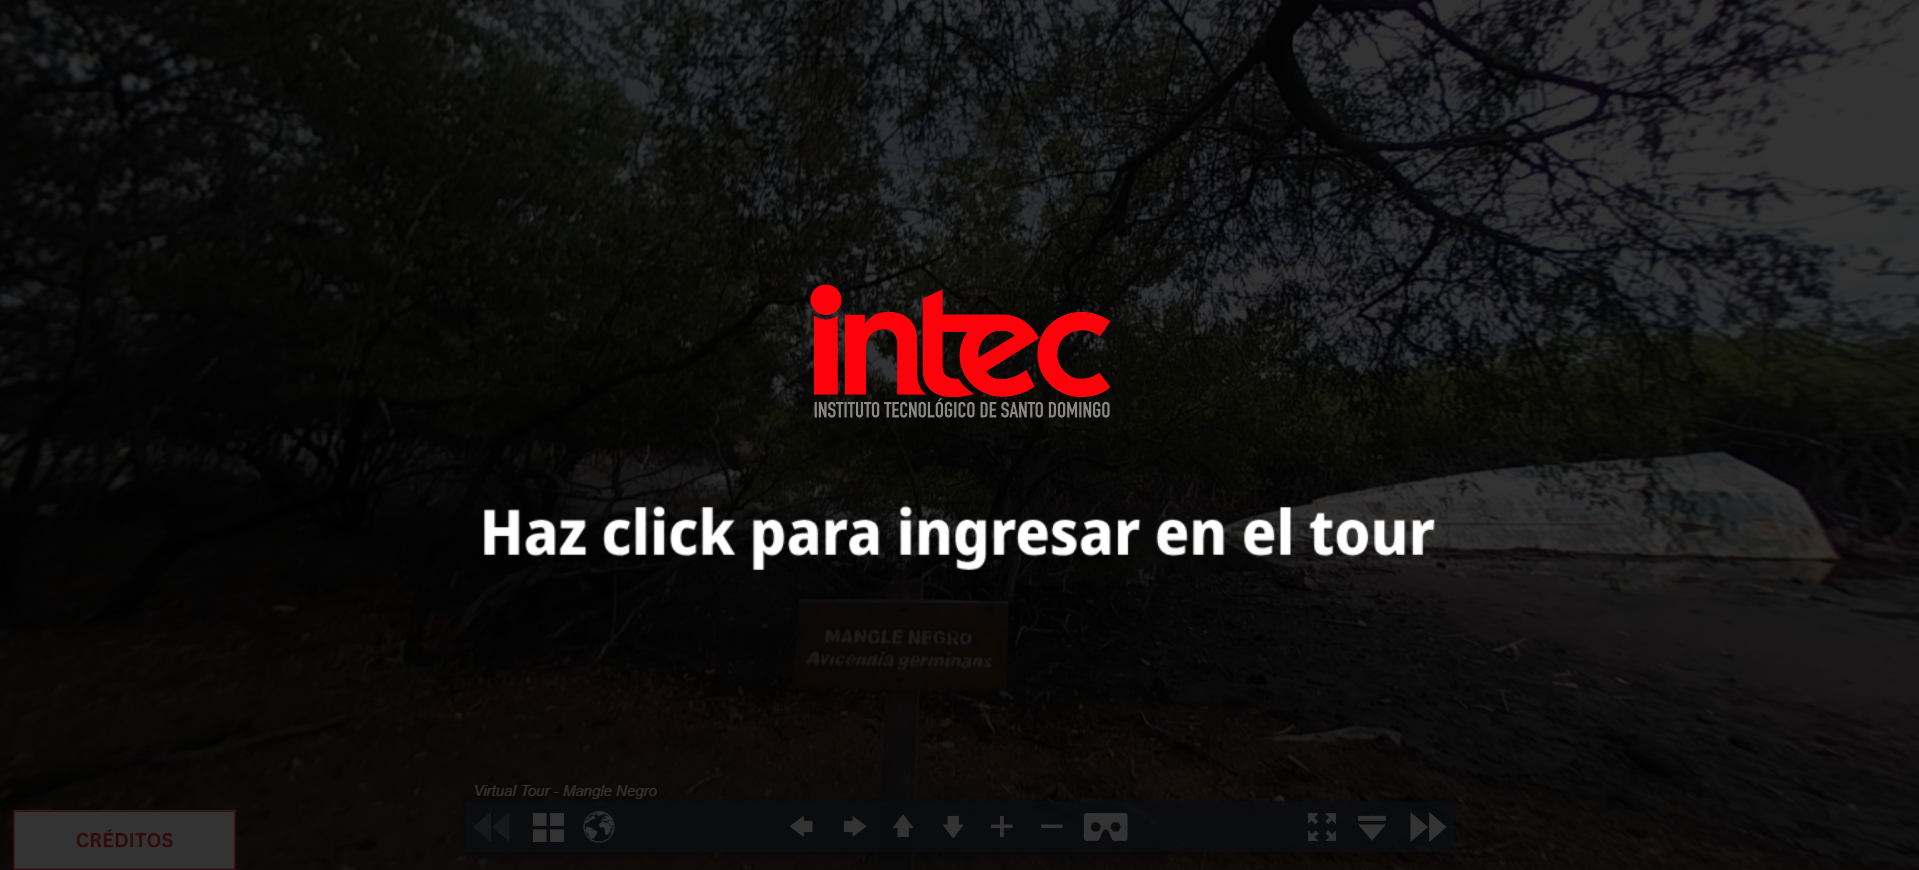 intec
INSTITUTO TECNOLÓGICO DE SANTO DOMINGO
Haz click para ingresar en el tour
MANGLE NEGRO
Avicennia germinans
Virtual Tour - Mangle Negro
CRÉDITOS